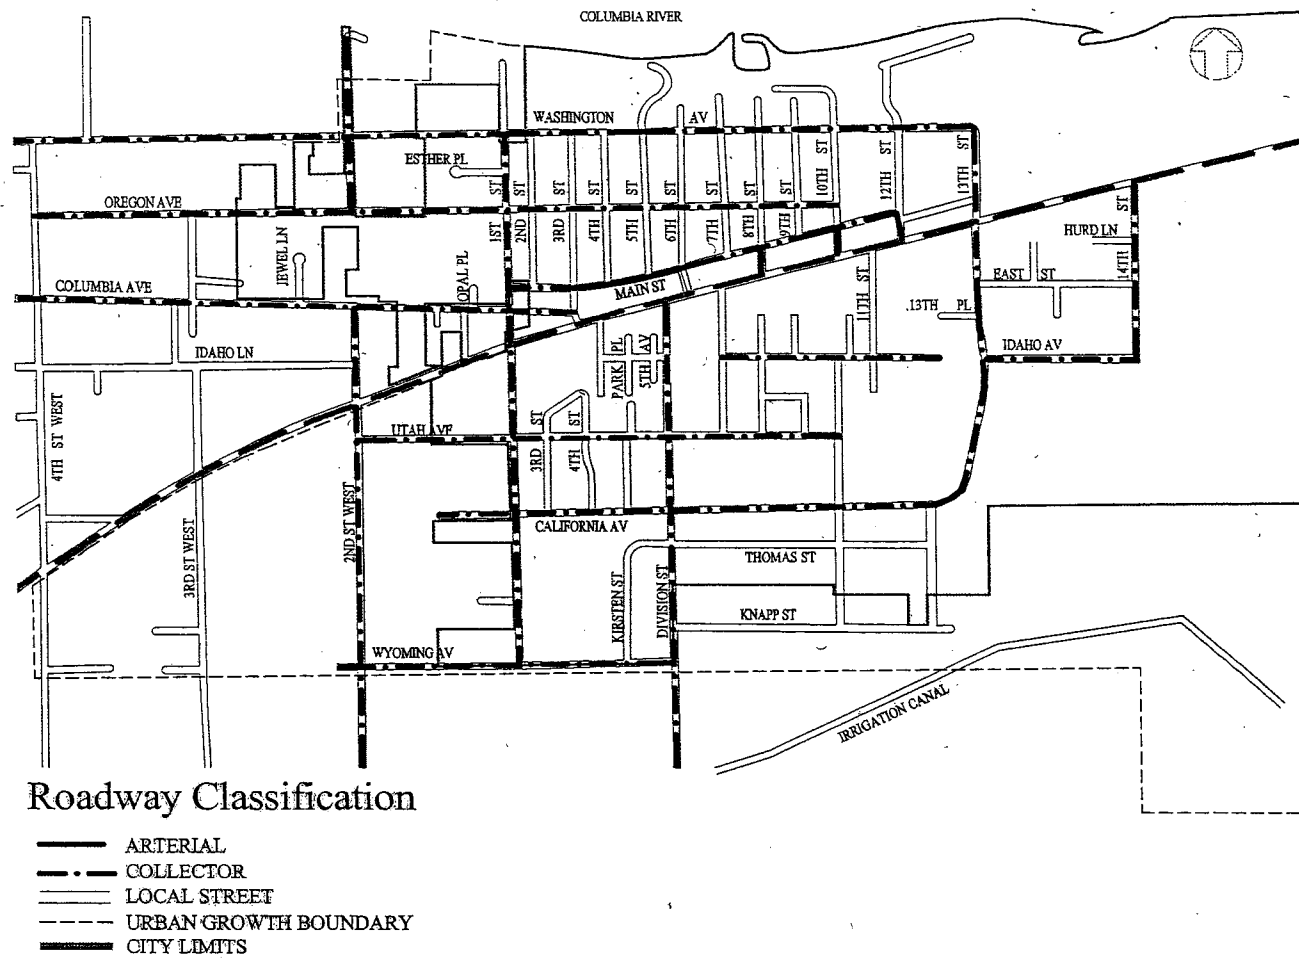 COLUMBIA RIVER
WASHINGTON AV
ESTHER PL
OREGON AVE
1ST ST
2ND ST
3RD ST
4TH ST
5TH ST
6TH ST
7TH ST
8TH ST
9TH ST
10TH ST
12TH ST
13TH ST
14TH ST
HURD LN
JEWEL LN
OPAL PL
EAST ST
COLUMBIA AVE
MAIN ST
11TH ST
13TH PL
IDAHO LN
PARK PL
5TH AV
IDAHO AV
4TH ST WEST
UTAH AVE
3RD ST
4TH ST
2ND ST WEST
3RD ST WEST
CALIFORNIA AV
THOMAS ST
KIRSTEN ST
DIVISION ST
KNAPP ST
WYOMING AV
IRRIGATION CANAL
Roadway Classification
ARTERIAL
COLLECTOR
LOCAL STREET
URBAN GROWTH BOUNDARY
CITY LIMITS